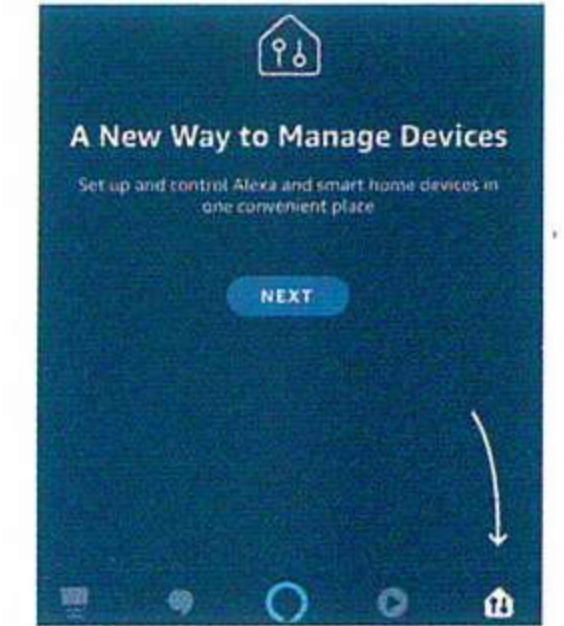 A New Way to Manage Devices
Set up and control Alexa and smart home devices in
one convenient place
NEXT